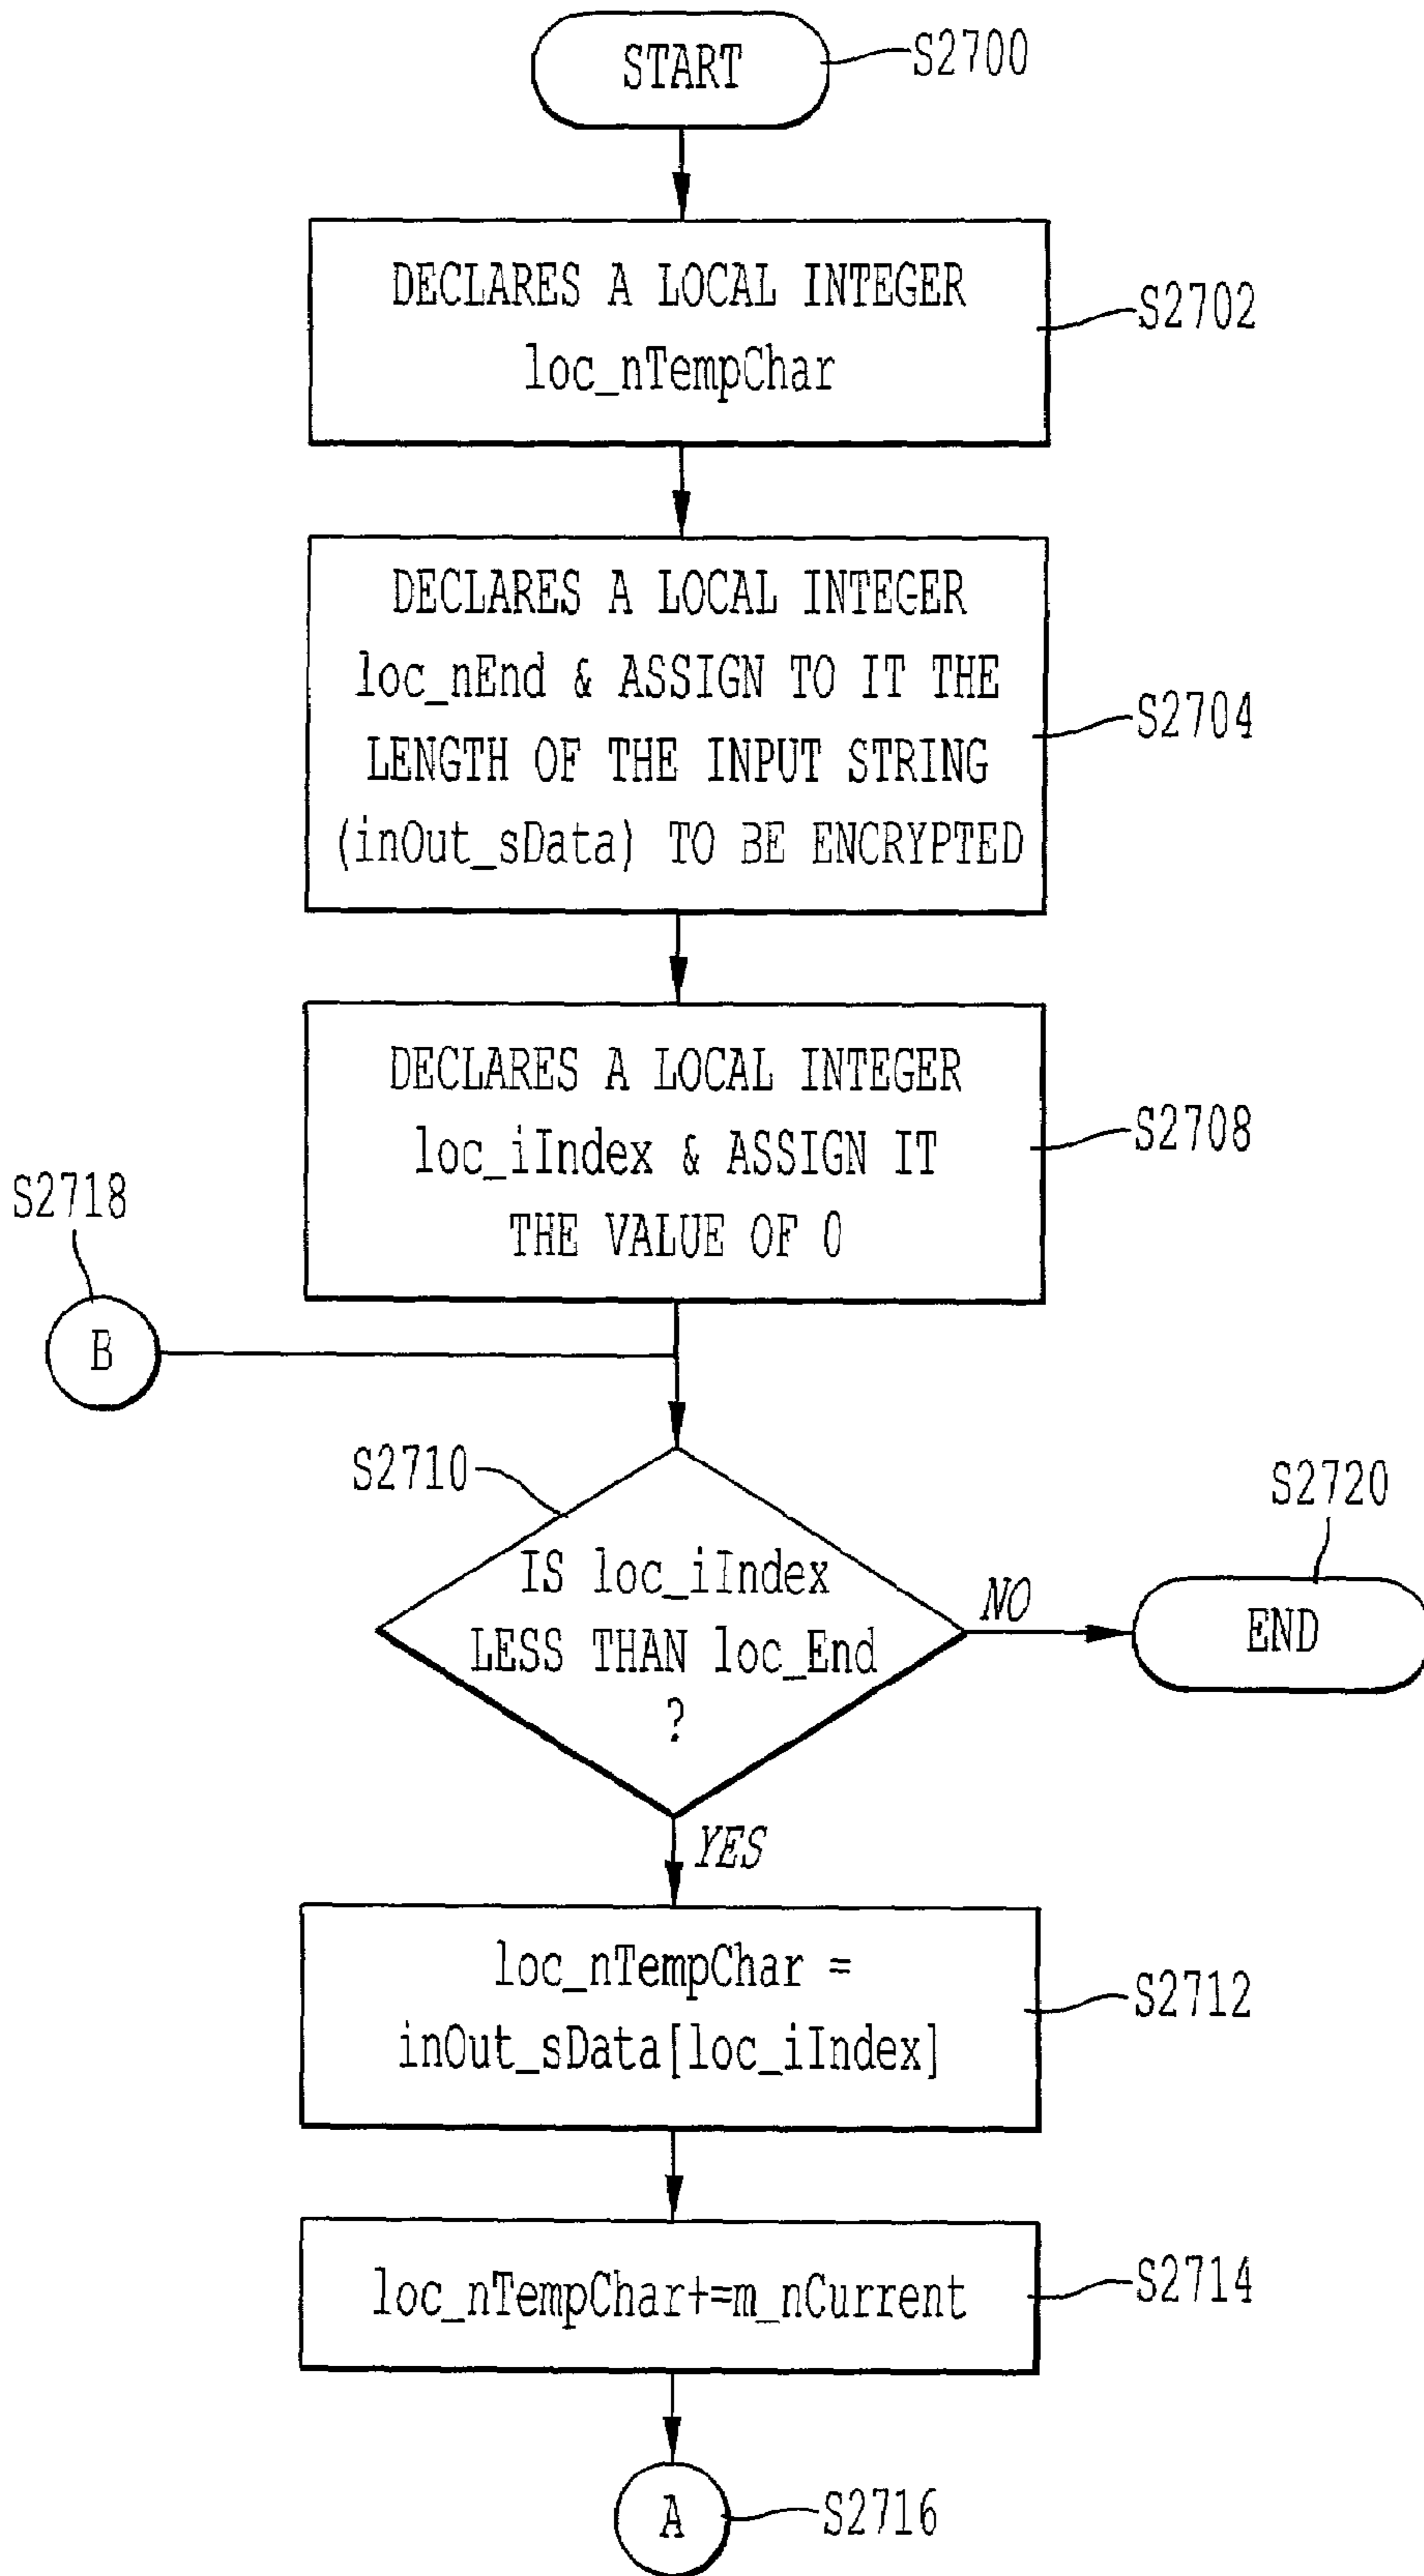 START
S2700
DECLARES A LOCAL INTEGER
loc_nTempChar
S2702
DECLARES A LOCAL INTEGER
loc_nEnd & ASSIGN TO IT THE
LENGTH OF THE INPUT STRING
(inOut_sData) TO BE ENCRYPTED
S2704
DECLARES A LOCAL INTEGER
loc_iIndex & ASSIGN IT
THE VALUE OF 0
S2708
S2718
B
S2710
IS loc_iIndex
LESS THAN loc_End
?
NO
S2720
END
YES
loc_nTempChar =
inOut_sData[loc_iIndex]
S2712
loc_nTempChar+=m_nCurrent
S2714
A
S2716